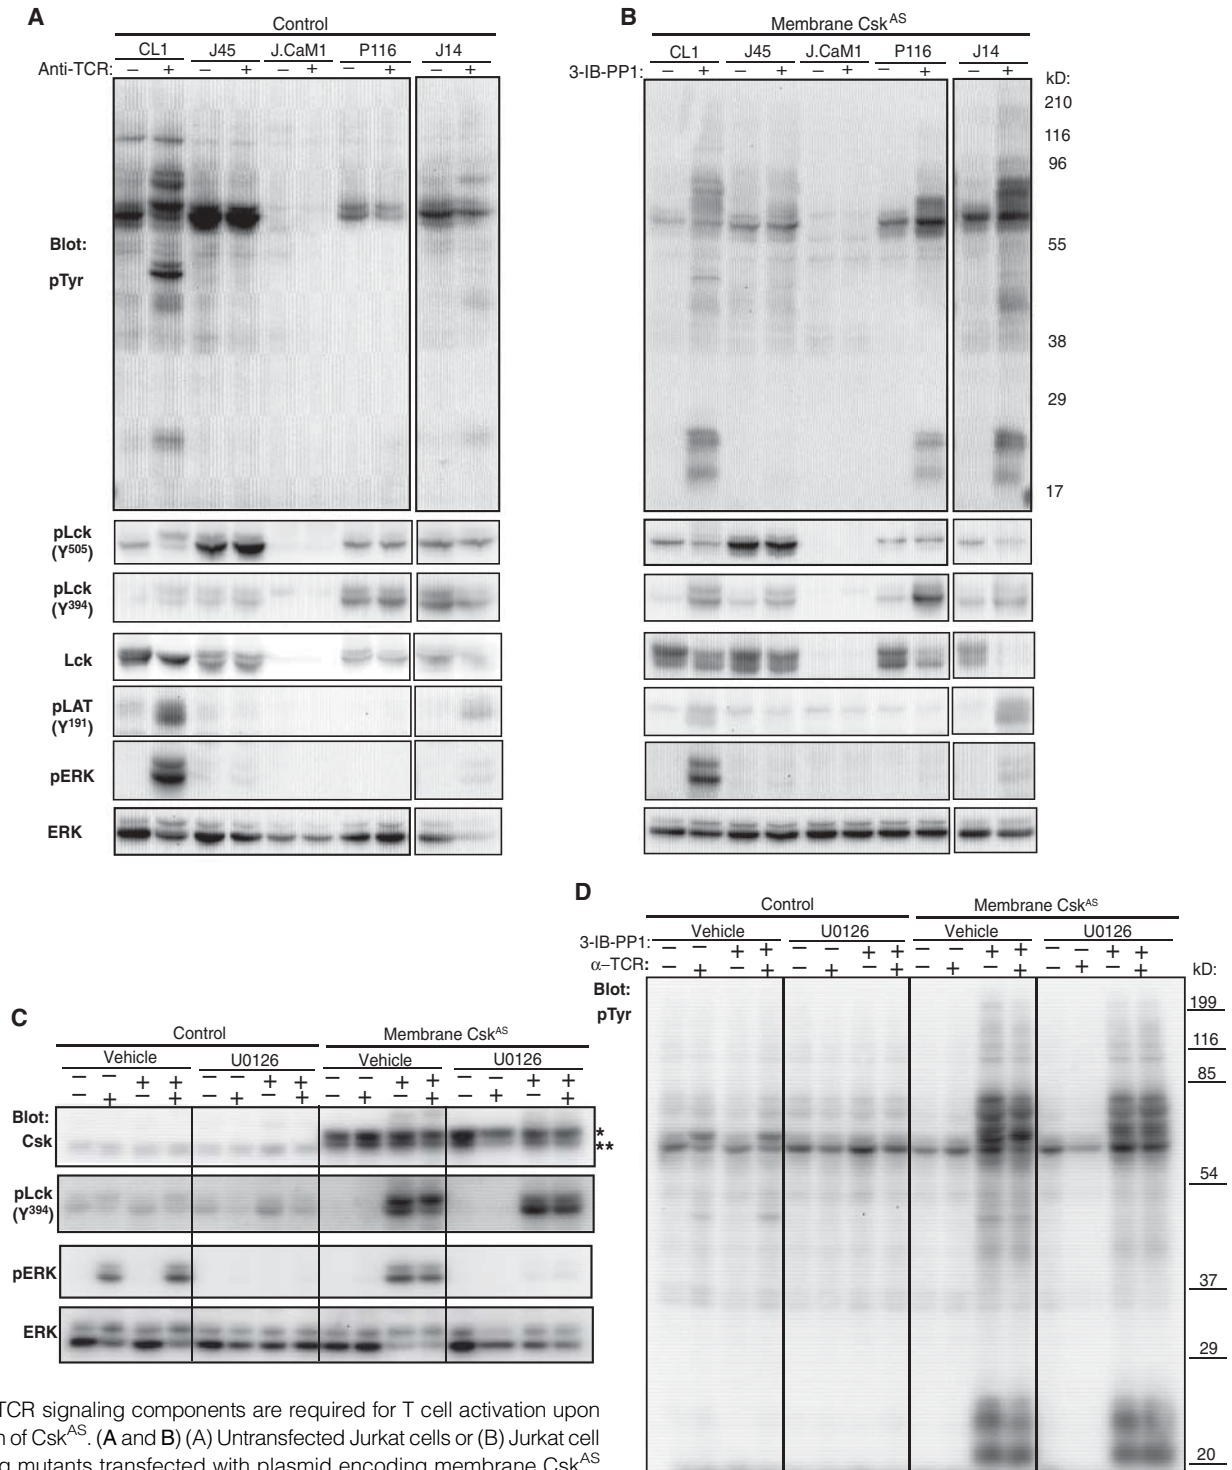 A
Control
CL1 J45 J.CaM1 P116 J14
Anti-TCR: – + – + – + – + – +
Blot:
pTyr
pLck
(Y505)
pLck
(Y394)
Lck
pLAT
(Y191)
pERK
ERK
B
Membrane CskAS
CL1 J45 J.CaM1 P116 J14
3-IB-PP1: – + – + – + – + – +
kD:
210
116
96
55
38
29
17
C
Control Membrane CskAS
Vehicle U0126 Vehicle U0126
– – + + – – + + – – + + – – + +
– + – + – + – + – + – + – + – +
Blot:
Csk
*
**
pLck
(Y394)
pERK
ERK
D
Control Membrane CskAS
Vehicle U0126 Vehicle U0126
3-IB-PP1: – – + + – – + + – – + + – – + +
α–TCR: – + – + – + – + – + – + – + – +
kD:
Blot:
pTyr
199
116
85
54
37
29
20
TCR signaling components are required for T cell activation upon
n of CskAS. (A and B) (A) Untransfected Jurkat cells or (B) Jurkat cell
g mutants transfected with plasmid encoding membrane CskAS